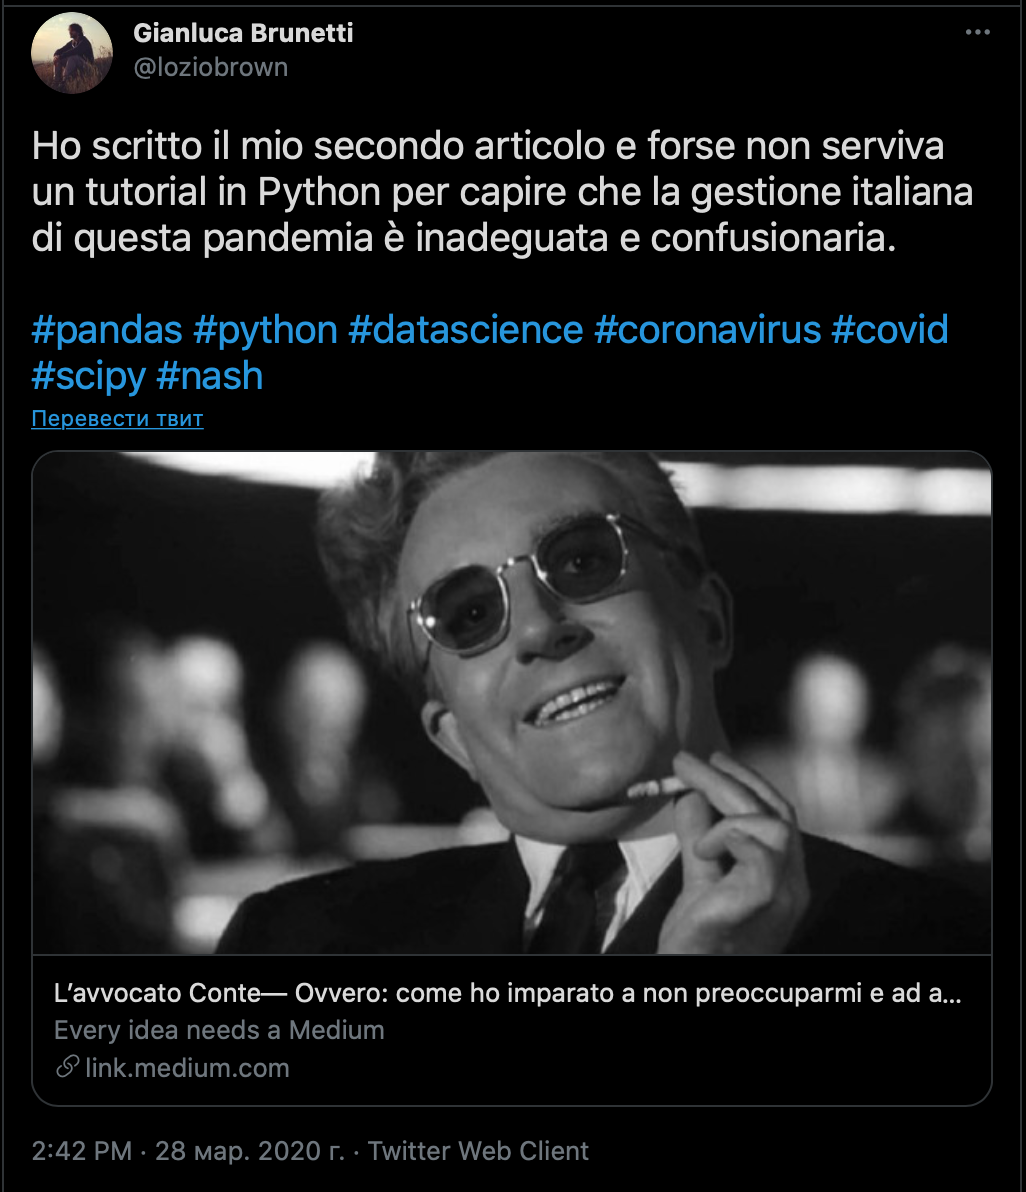 Gianluca Brunetti
@loziobrown
Ho scritto il mio secondo articolo e forse non serviva
un tutorial in Python per capire che la gestione italiana
di questa pandemia è inadeguata e confusionaria.
#pandas #python #datascience #coronavirus #covid
#scipy #nash
Перевести твит
L’avvocato Conte— Ovvero: come ho imparato a non preoccuparmi e ad a...
Every idea needs a Medium
link.medium.com
2:42 PM · 28 мар. 2020 г. · Twitter Web Client